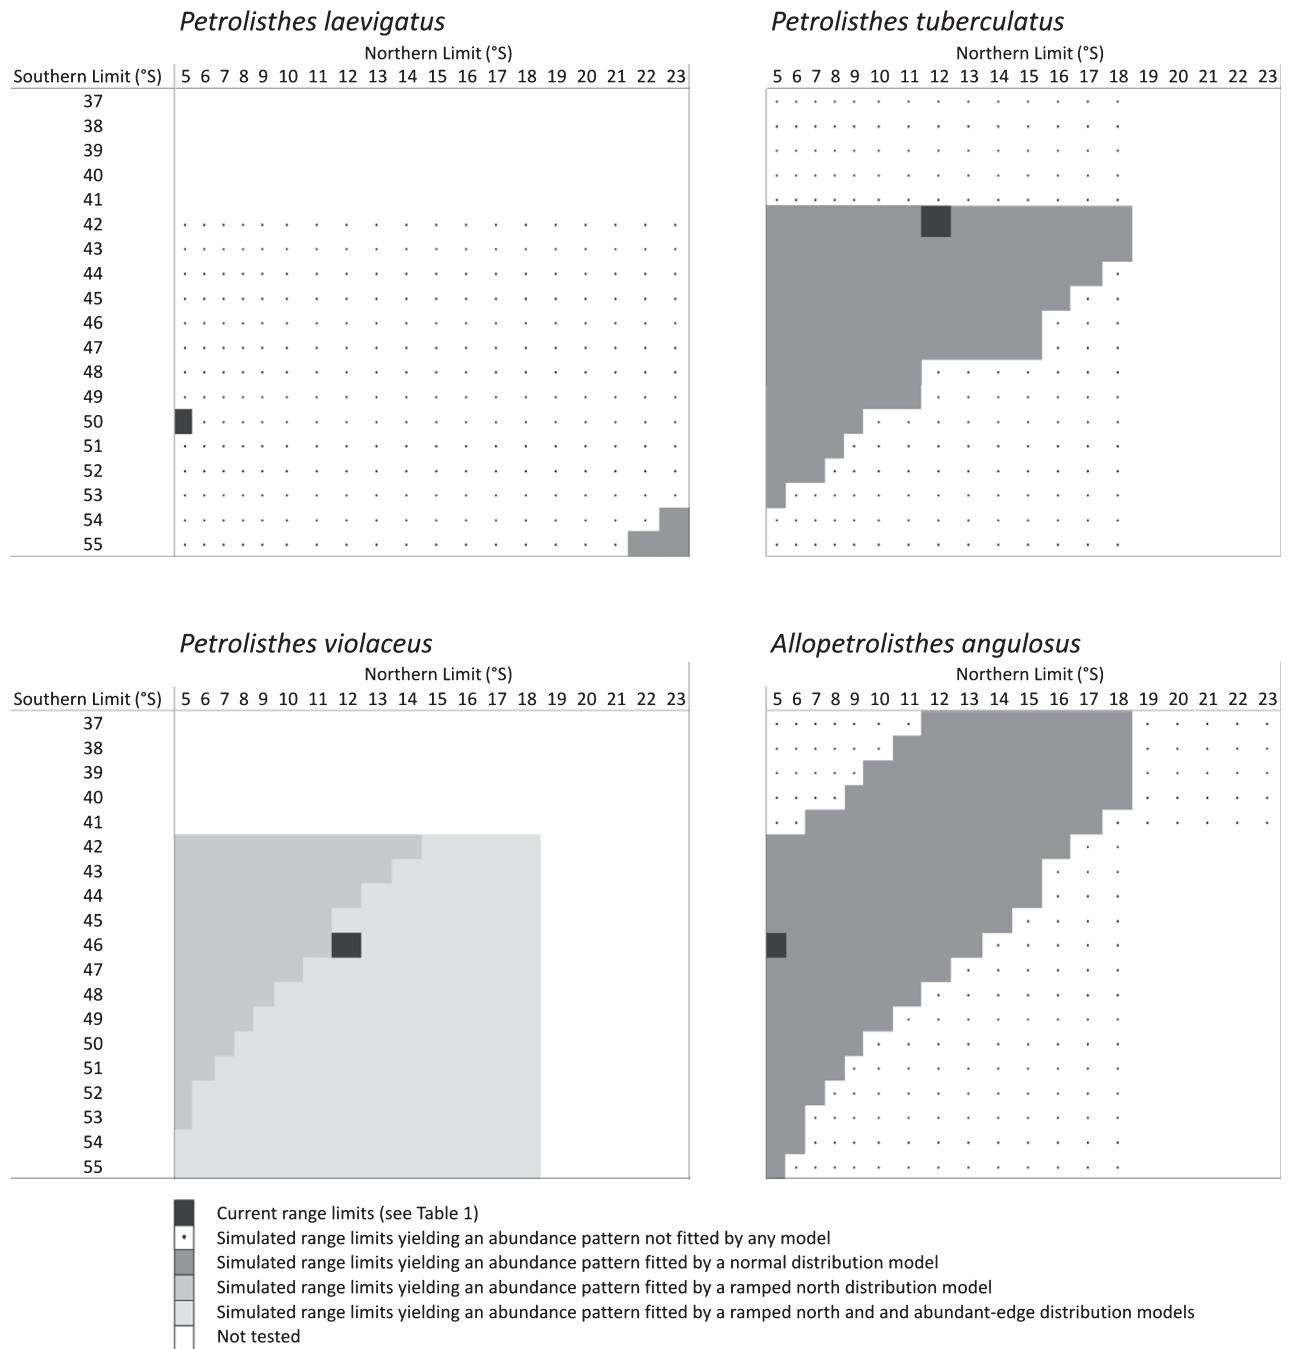 Petrolisthes laevigatus
Northern Limit (°S)
Southern Limit (°S) 5 6 7 8 9 10 11 12 13 14 15 16 17 18 19 20 21 22 23
37
38
39
40
41
42
43
44
45
46
47
48
49
50
51
52
53
54
55
Petrolisthes tuberculatus
Northern Limit (°S)
5 6 7 8 9 10 11 12 13 14 15 16 17 18 19 20 21 22 23
Petrolisthes violaceus
Northern Limit (°S)
Southern Limit (°S) 5 6 7 8 9 10 11 12 13 14 15 16 17 18 19 20 21 22 23
37
38
39
40
41
42
43
44
45
46
47
48
49
50
51
52
53
54
55
Allopetrolisthes angulosus
Northern Limit (°S)
5 6 7 8 9 10 11 12 13 14 15 16 17 18 19 20 21 22 23
Current range limits (see Table 1)
Simulated range limits yielding an abundance pattern not fitted by any model
Simulated range limits yielding an abundance pattern fitted by a normal distribution model
Simulated range limits yielding an abundance pattern fitted by a ramped north distribution model
Simulated range limits yielding an abundance pattern fitted by a ramped north and and abundant-edge distribution models
Not tested